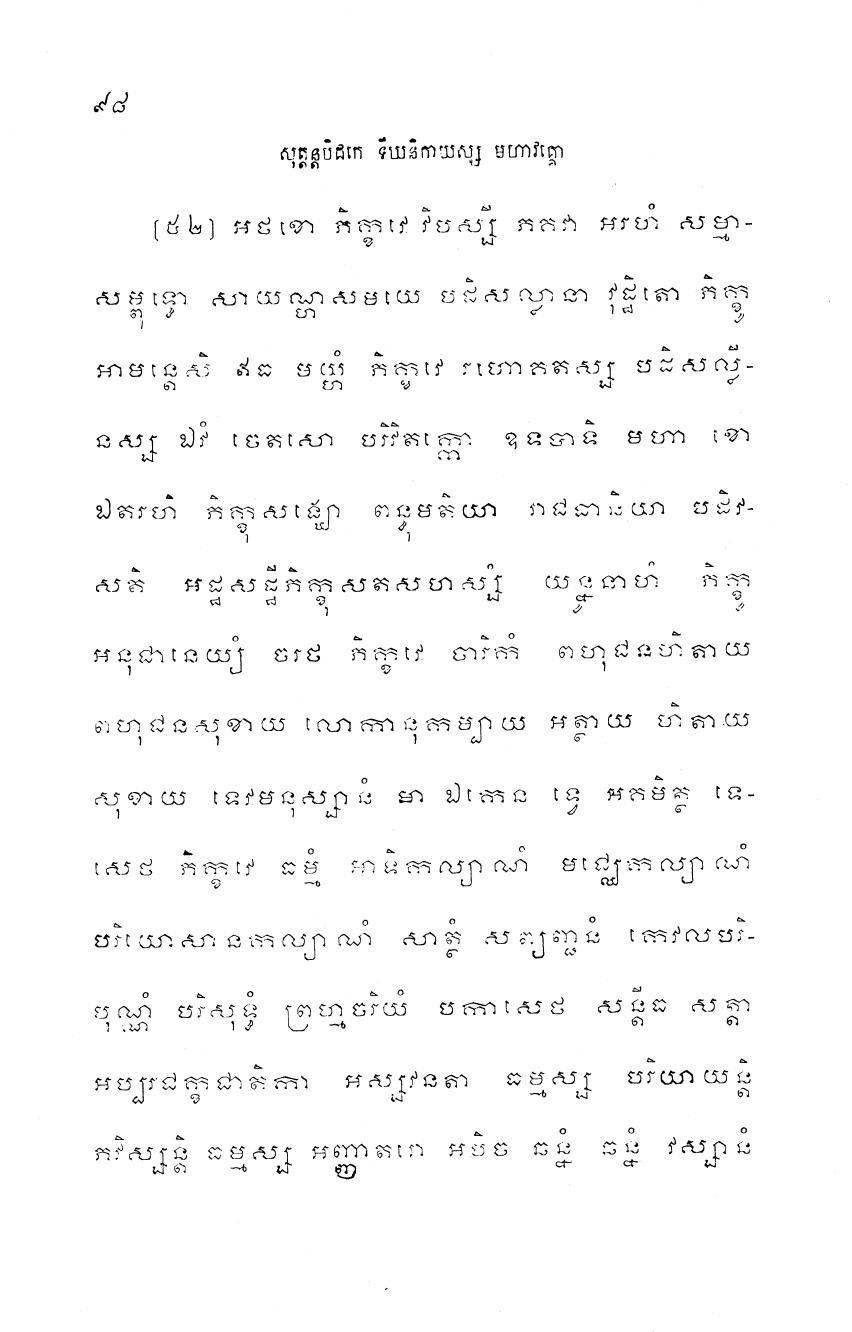 ៩៨
សុត្តន្តបិដកេ ទីឃនិកាយស្ស មហាវគ្គោ
[៥២] អថខោ ភិក្ខវេ វិបស្សី ភគវា អរហំ សម្មា-
សម្ពុទ្ធោ សាយណ្ហសមយេ បដិសល្លានា វុដ្ឋិតោ ភិក្ខូ
អាមន្តេសិ ឥធ មយ្ហំ ភិក្ខវេ រហោគតស្ស បដិសល្លី-
នស្ស ឯវំ ចេតសោ បរិវិតក្កោ ឧទបាទិ មហា ខោ
ឯតរហិ ភិក្ខុសង្ឃោ ពន្ធុមតិយា រាជធានិយា បដិវ-
សតិ អដ្ឋសដ្ឋីភិក្ខុសតសហស្សំ យន្នូនាហំ ភិក្ខូ
អនុជានេយ្យំ ចរថ ភិក្ខវេ ចារិកំ ពហុជនហិតាយ
ពហុជនសុខាយ លោកានុកម្បាយ អត្ថាយ ហិតាយ
សុខាយ ទេវមនុស្សានំ មា ឯកេន ទ្វេ អគមិត្ថ ទេ-
សេថ ភិក្ខវេ ធម្មំ អាទិកល្យាណំ មជ្ឈេកល្យាណំ
បរិយោសានកល្យាណំ សាត្ថំ សព្យញ្ជនំ កេវលបរិ-
បុណ្ណំ បរិសុទ្ធំ ព្រហ្មចរិយំ បកាសេថ សន្តីធ សត្តា
អប្បរជក្ខជាតិកា អស្សវនតា ធម្មស្ស បរិយាយន្តិ
ភវិស្សន្តិ ធម្មស្ស អញ្ញាតារោ អបិច ឆន្នំ ឆន្នំ វស្សានំ